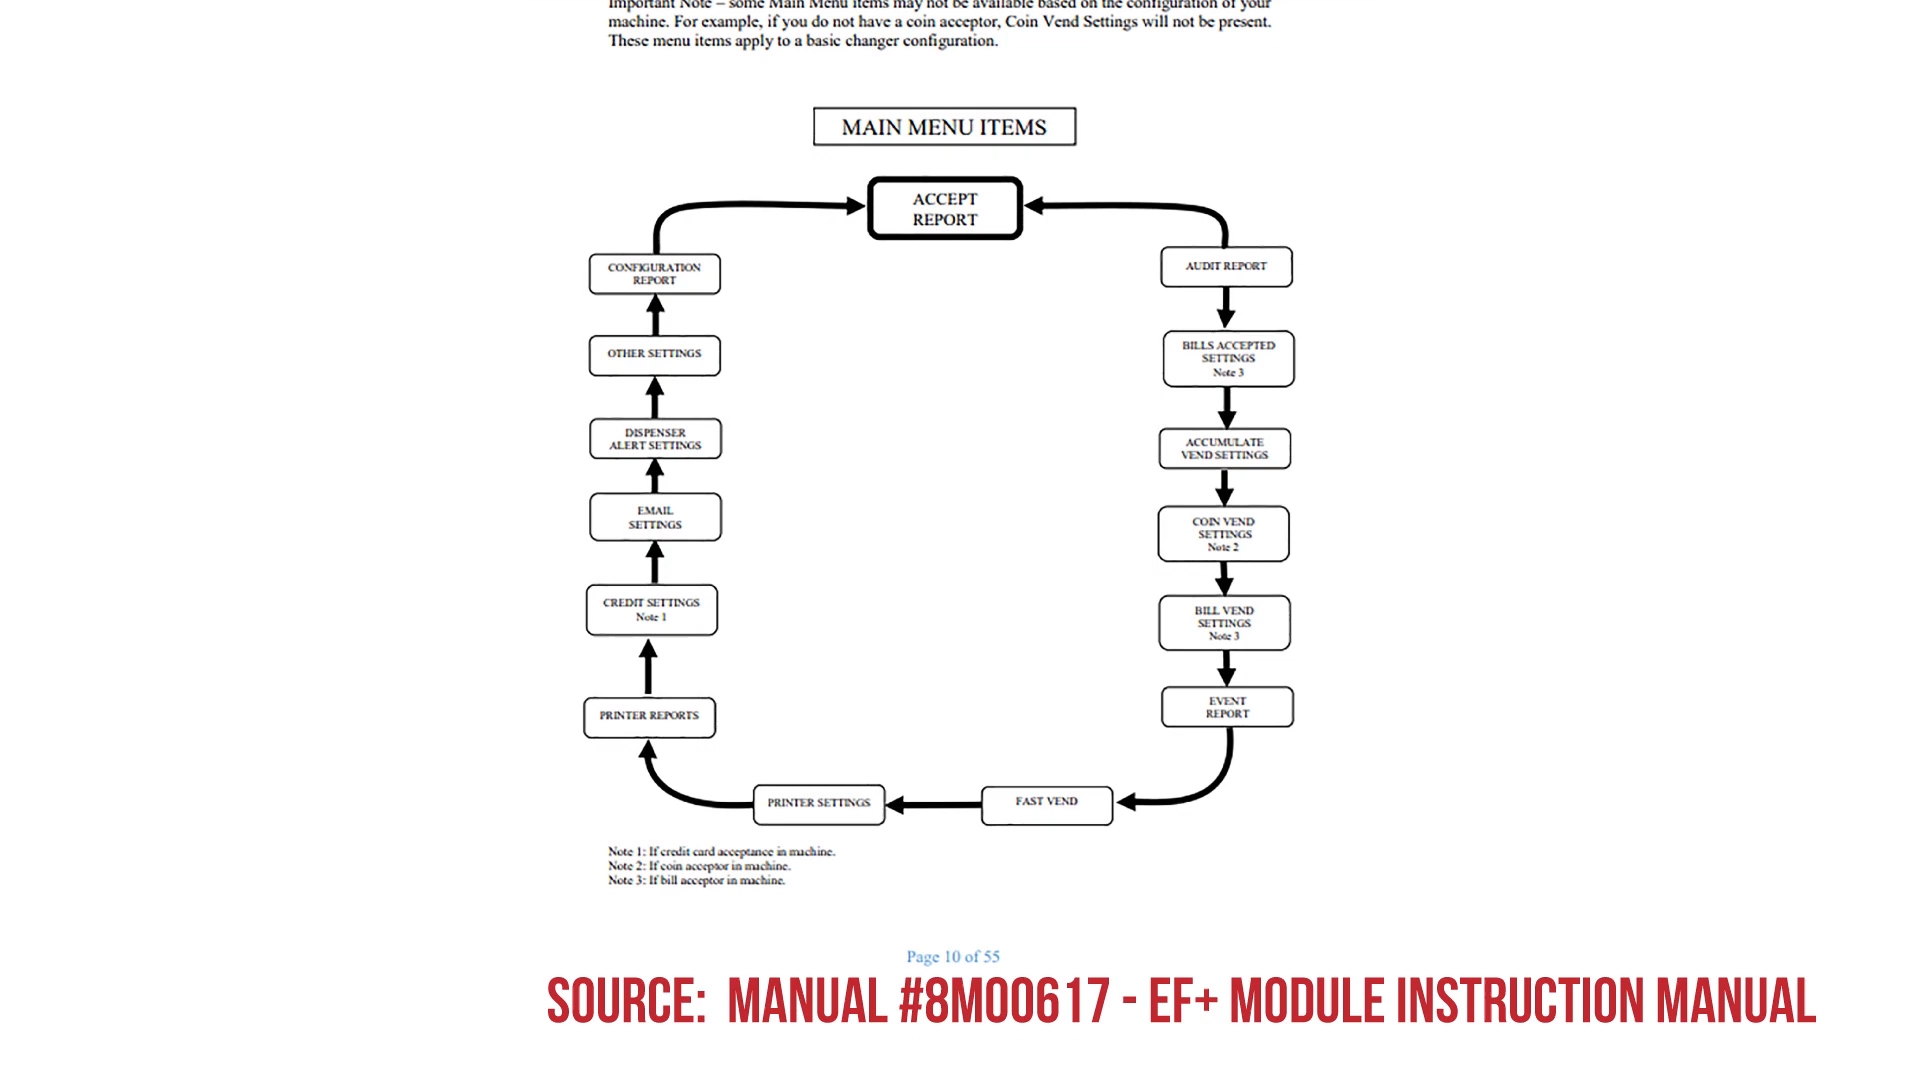 Important Note – some Main Menu items may not be available based on the configuration of your
machine. For example, if you do not have a coin acceptor, Coin Vend Settings will not be present.
These menu items apply to a basic changer configuration.
MAIN MENU ITEMS
ACCEPT
REPORT
AUDIT REPORT
BILLS ACCEPTED
SETTINGS
Note 3
ACCUMULATE
VEND SETTINGS
COIN VEND
SETTINGS
Note 2
BILL VEND
SETTINGS
Note 3
EVENT
REPORT
FAST VEND
PRINTER SETTINGS
PRINTER REPORTS
CREDIT SETTINGS
Note 1
EMAIL
SETTINGS
DISPENSER
ALERT SETTINGS
OTHER SETTINGS
CONFIGURATION
REPORT
Note 1: If credit card acceptance in machine.
Note 2: If coin acceptor in machine.
Note 3: If bill acceptor in machine.
Page 10 of 55
SOURCE: MANUAL #8M00617 - EF+ MODULE INSTRUCTION MANUAL